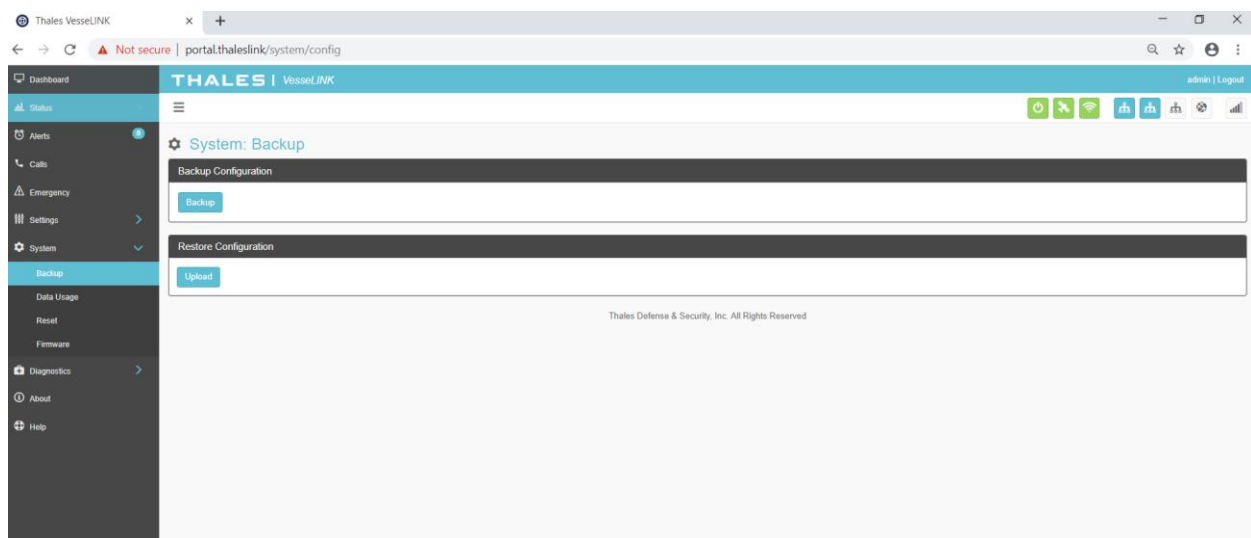 Thales VesseLINK
Not secure | portal.thaleslink/system/config
Dashboard
THALES | VesseLINK
admin | Logout
Status
Alerts
0
Calls
Emergency
Settings
System
Backup
Data Usage
Reset
Firmware
Diagnostics
About
Help
System: Backup
Backup Configuration
Backup
Restore Configuration
Upload
Thales Defense & Security, Inc. All Rights Reserved